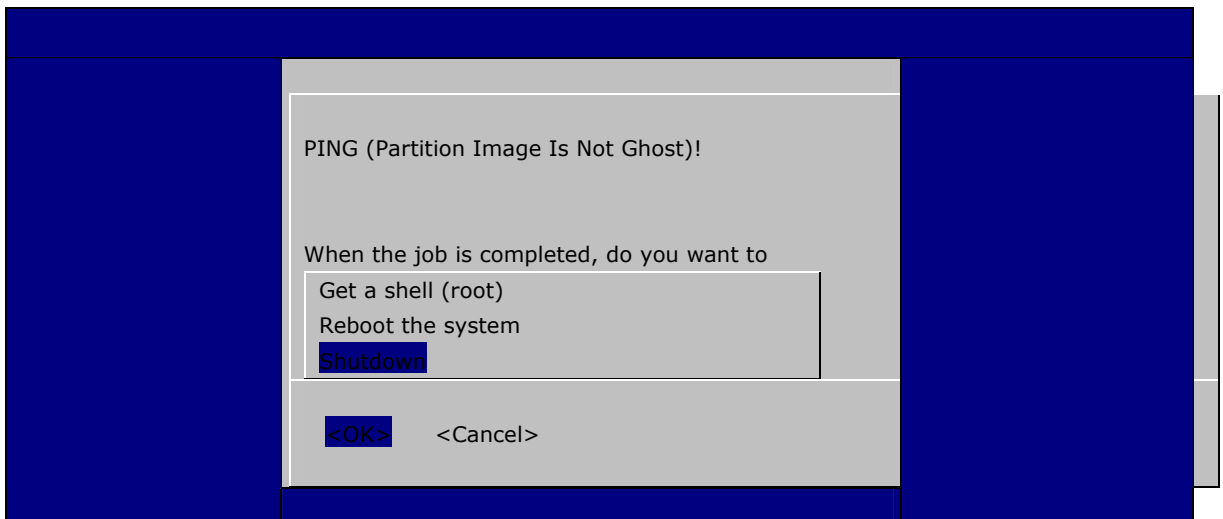 PING (Partition Image Is Not Ghost)!
When the job is completed, do you want to
Get a shell (root)
Reboot the system
Shutdown
<OK> <Cancel>